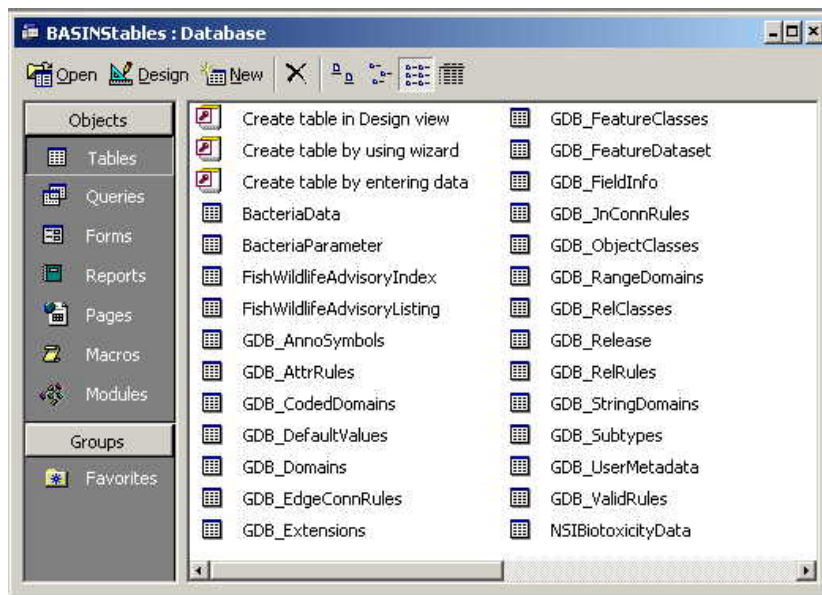 BASINStables : Database
Open Design New
Objects
Tables
Queries
Forms
Reports
Pages
Macros
Modules
Groups
Favorites
Create table in Design view
Create table by using wizard
Create table by entering data
BacteriaData
BacteriaParameter
FishWildlifeAdvisoryIndex
FishWildlifeAdvisoryListing
GDB_AnnoSymbols
GDB_AttrRules
GDB_CodedDomains
GDB_DefaultValues
GDB_Domains
GDB_EdgeConnRules
GDB_Extensions
GDB_FeatureClasses
GDB_FeatureDataset
GDB_FieldInfo
GDB_JnConnRules
GDB_ObjectClasses
GDB_RangeDomains
GDB_RelClasses
GDB_Release
GDB_RelRules
GDB_StringDomains
GDB_Subtypes
GDB_UserMetadata
GDB_ValidRules
NSIBiotoxicityData